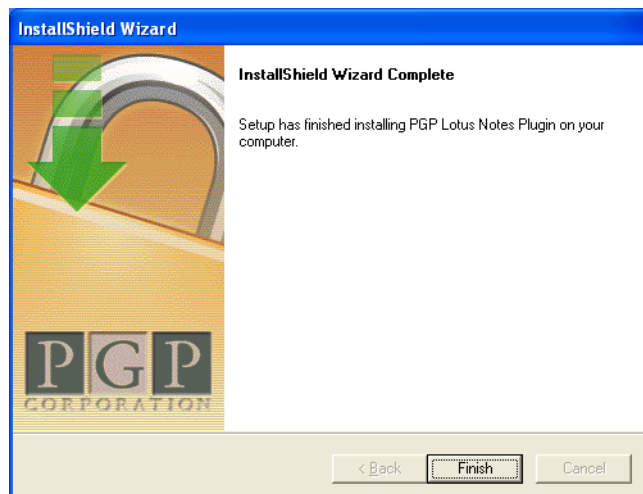 InstallShield Wizard
InstallShield Wizard Complete
Setup has finished installing PGP Lotus Notes Plugin on your
computer.
PGP
CORPORATION
< Back
Finish
Cancel